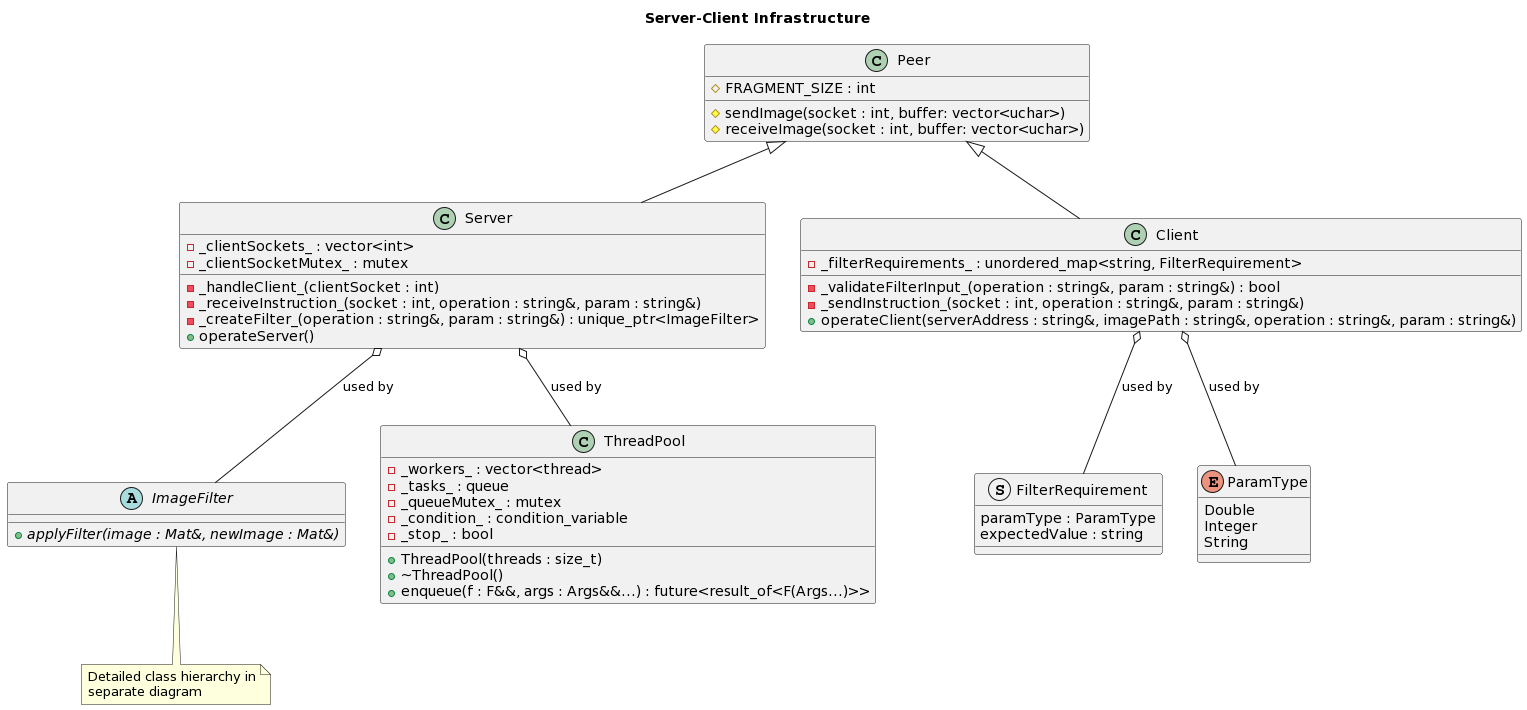 Server-Client Infrastructure
C Peer
FRAGMENT_SIZE : int
sendImage(socket : int, buffer: vector<uchar>)
receiveImage(socket : int, buffer: vector<uchar>)
C Server
_clientSockets_ : vector<int>
_clientSocketMutex_ : mutex
_handleClient_(clientSocket : int)
_receiveInstruction_(socket : int, operation : string&, param : string&)
_createFilter_(operation : string&, param : string&) : unique_ptr<ImageFilter>
operateServer()
C Client
_filterRequirements_ : unordered_map<string, FilterRequirement>
_validateFilterInput_(operation : string&, param : string&) : bool
_sendInstruction_(socket : int, operation : string&, param : string&)
operateClient(serverAddress : string&, imagePath : string&, operation : string&, param : string&)
used by
used by
used by
used by
A ImageFilter
applyFilter(image : Mat&, newImage : Mat&)
C ThreadPool
_workers_ : vector<thread>
_tasks_ : queue
_queueMutex_ : mutex
_condition_ : condition_variable
_stop_ : bool
ThreadPool(threads : size_t)
~ThreadPool()
enqueue(f : F&&, args : Args&&...) : future<result_of<F(Args...)>>
S FilterRequirement
paramType : ParamType
expectedValue : string
E ParamType
Double
Integer
String
Detailed class hierarchy in
separate diagram